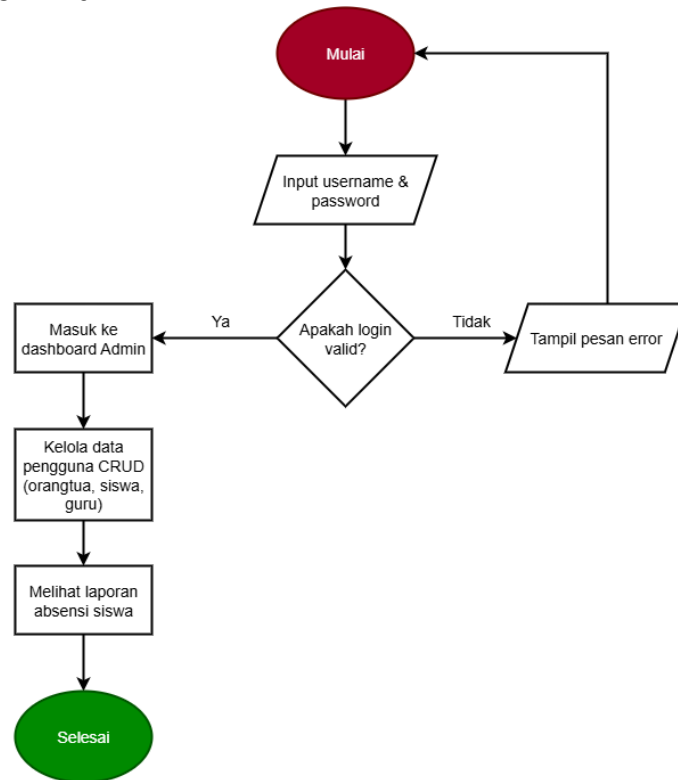 Mulai
Input username &
password
Apakah login
valid?
Ya
Tidak
Tampil pesan error
Masuk ke
dashboard Admin
Kelola data
pengguna CRUD
(orangtua, siswa,
guru)
Melihat laporan
absensi siswa
Selesai